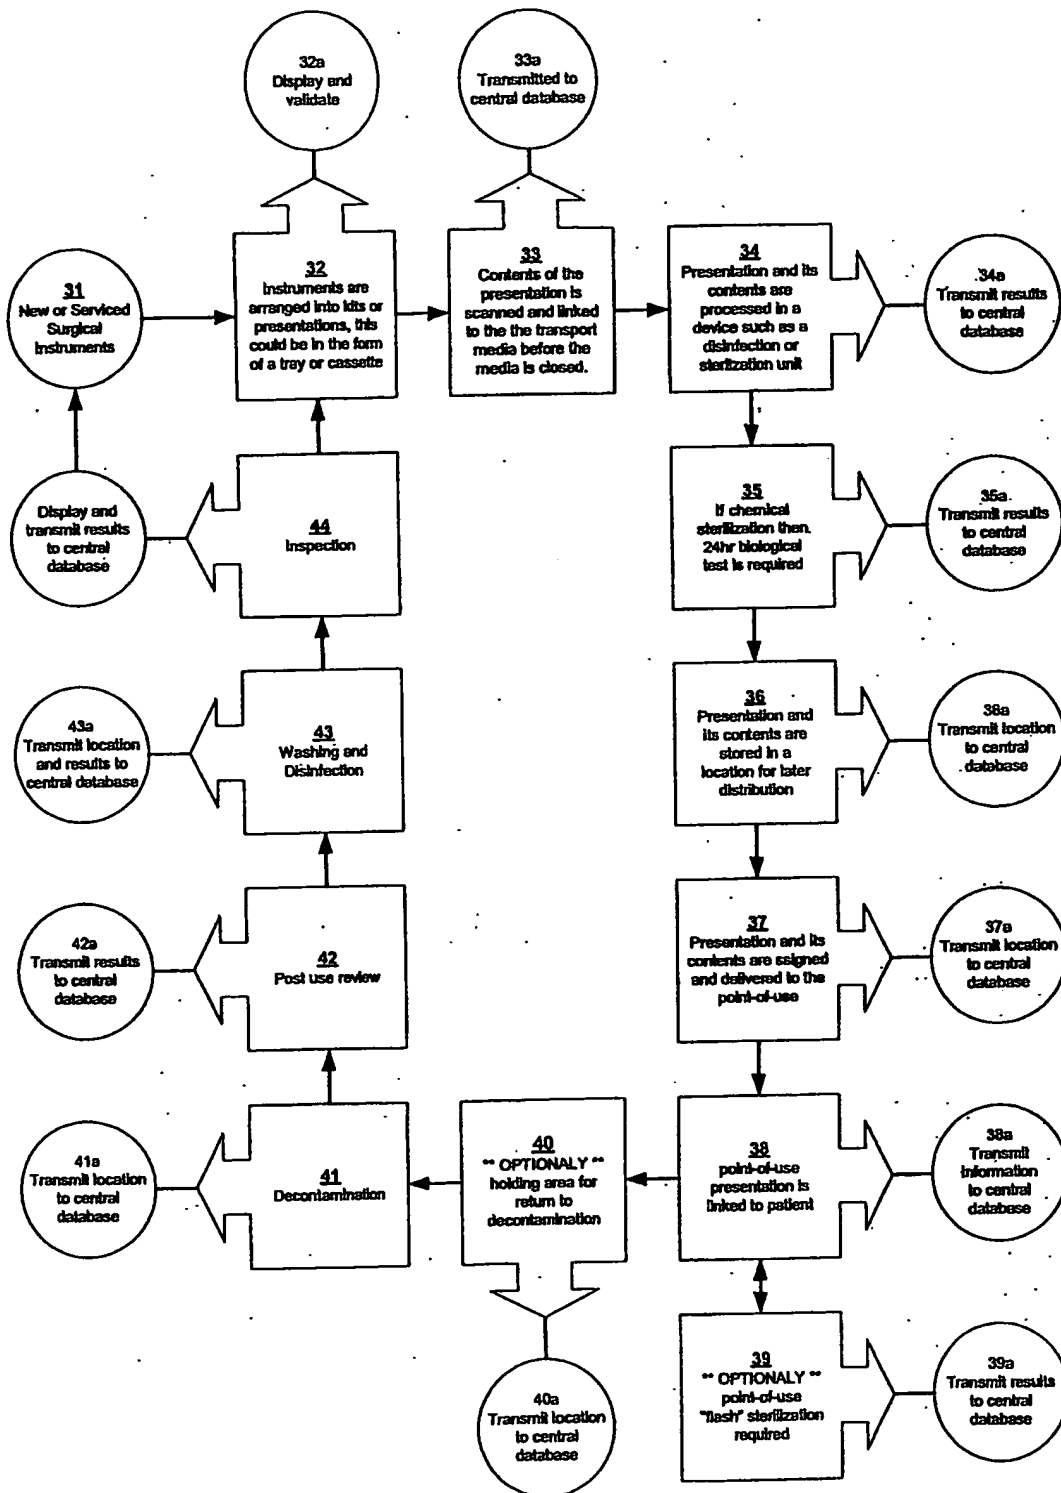 32a
Display and
validate
33a
Transmitted to
central database
31
New or Serviced
Surgical
Instruments
32
Instruments are
arranged into kits or
presentations, this
could be in the form
of a tray or cassette
33
Contents of the
presentation is
scanned and linked
to the the transport
media before the
media is closed.
34
Presentation and its
contents are
processed in a
device such as a
disinfection or
sterilization unit
34a
Transmit results
to central
database
Display and
transmit results
to central
database
44
Inspection
35
If chemical
sterilization then
24hr biological
test is required
35a
Transmit results
to central
database
43a
Transmit location
and results to
central database
43
Washing and
Disinfection
36
Presentation and
its contents are
stored in a
location for later
distribution
36a
Transmit location
to central
database
42a
Transmit results
to central
database
42
Post use review
37
Presentation and its
contents are saigned
and delivered to the
point-of-use
37a
Transmit location
to central
database
41a
Transmit location
to central
database
41
Decontamination
40
** OPTIONALY **
holding area for
return to
decontamination
38
point-of-use
presentation is
linked to patient
38a
Transmit
information
to central
database
40a
Transmit location
to central
database
39
** OPTIONALY **
point-of-use
"flash" sterilization
required
39a
Transmit results
to central
database